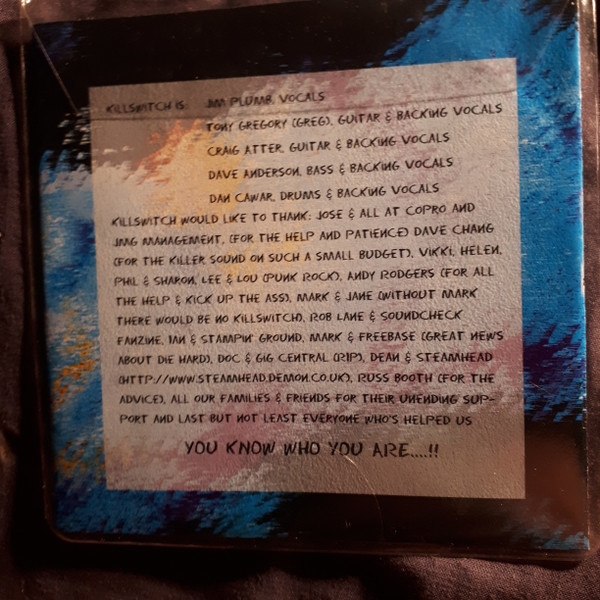 KILLSWITCH IS: JIM PLUMB, VOCALS
TONY GREGORY (GREG), GUITAR & BACKING VOCALS
CRAIG ATTER, GUITAR & BACKING VOCALS
DAVE ANDERSON, BASS & BACKING VOCALS
DAN CAWAR, DRUMS & BACKING VOCALS
KILLSWITCH WOULD LIKE TO THANK: JOSE & ALL AT COPRO AND
JMG MANAGEMENT, (FOR THE HELP AND PATIENCE) DAVE CHANG
(FOR THE KILLER SOUND ON SUCH A SMALL BUDGET), VIKKI, HELEN,
PHIL & SHARON, LEE & LOU (PUNK ROCK), ANDY RODGERS (FOR ALL
THE HELP & KICK UP THE ASS), MARK & JANE (WITHOUT MARK
THERE WOULD BE NO KILLSWITCH), ROB LANE & SOUNDCHECK
FANZINE, IAN & STAMPIN' GROUND, MARK & FREEBASE (GREAT NEWS
ABOUT DIE HARD), DOC & GIG CENTRAL (RIP), DEAN & STEAMHEAD
(HTTP://WWW.STEAMHEAD.DEMON.CO.UK), RUSS BOOTH (FOR THE
ADVICE), ALL OUR FAMILIES & FRIENDS FOR THEIR UNENDING SUP-
PORT AND LAST BUT NOT LEAST EVERYONE WHO'S HELPED US
YOU KNOW WHO YOU ARE....!!